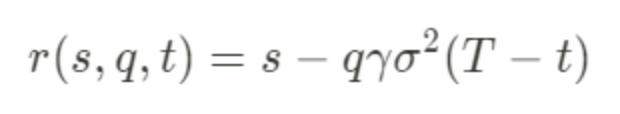 r(s, q, t) = s − qγσ²(T − t)